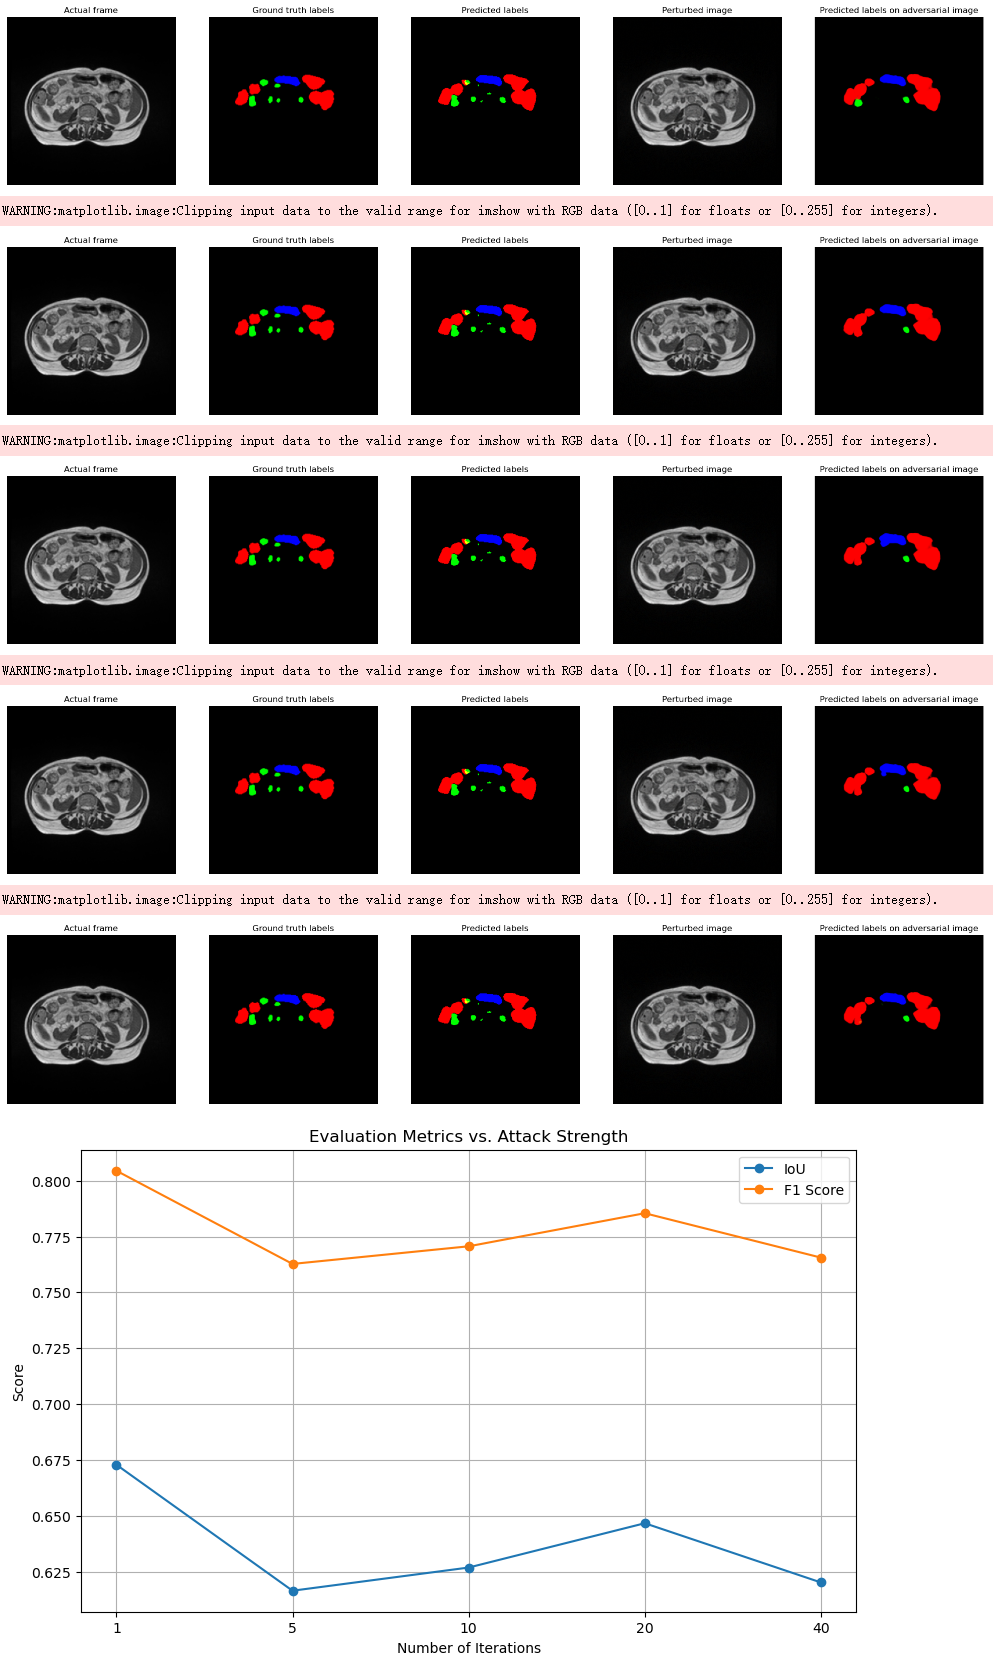 Actual frame Ground truth labels Predicted labels Perturbed image Predicted labels on adversarial image
WARNING:matplotlib.image:Clipping input data to the valid range for imshow with RGB data ([0..1] for floats or [0..255] for integers).
Actual frame Ground truth labels Predicted labels Perturbed image Predicted labels on adversarial image
WARNING:matplotlib.image:Clipping input data to the valid range for imshow with RGB data ([0..1] for floats or [0..255] for integers).
Actual frame Ground truth labels Predicted labels Perturbed image Predicted labels on adversarial image
WARNING:matplotlib.image:Clipping input data to the valid range for imshow with RGB data ([0..1] for floats or [0..255] for integers).
Actual frame Ground truth labels Predicted labels Perturbed image Predicted labels on adversarial image
WARNING:matplotlib.image:Clipping input data to the valid range for imshow with RGB data ([0..1] for floats or [0..255] for integers).
Actual frame Ground truth labels Predicted labels Perturbed image Predicted labels on adversarial image
Evaluation Metrics vs. Attack Strength
IoU
F1 Score
0.800
0.775
0.750
0.725
0.700
0.675
0.650
0.625
Score
1 5 10 20 40
Number of Iterations